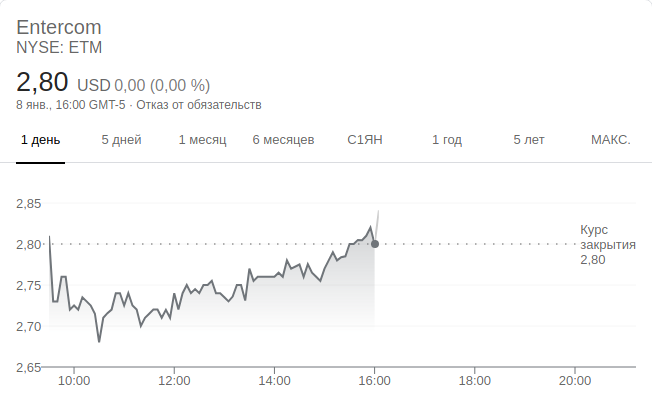 Entercom
NYSE: ETM
2,80 USD 0,00 (0,00 %)
8 янв., 16:00 GMT-5 · Отказ от обязательств
1 день 5 дней 1 месяц 6 месяцев С1ЯН 1 год 5 лет МАКС.
2,85
2,80
2,75
2,70
2,65
Курс
закрытия
2,80
10:00 12:00 14:00 16:00 18:00 20:00